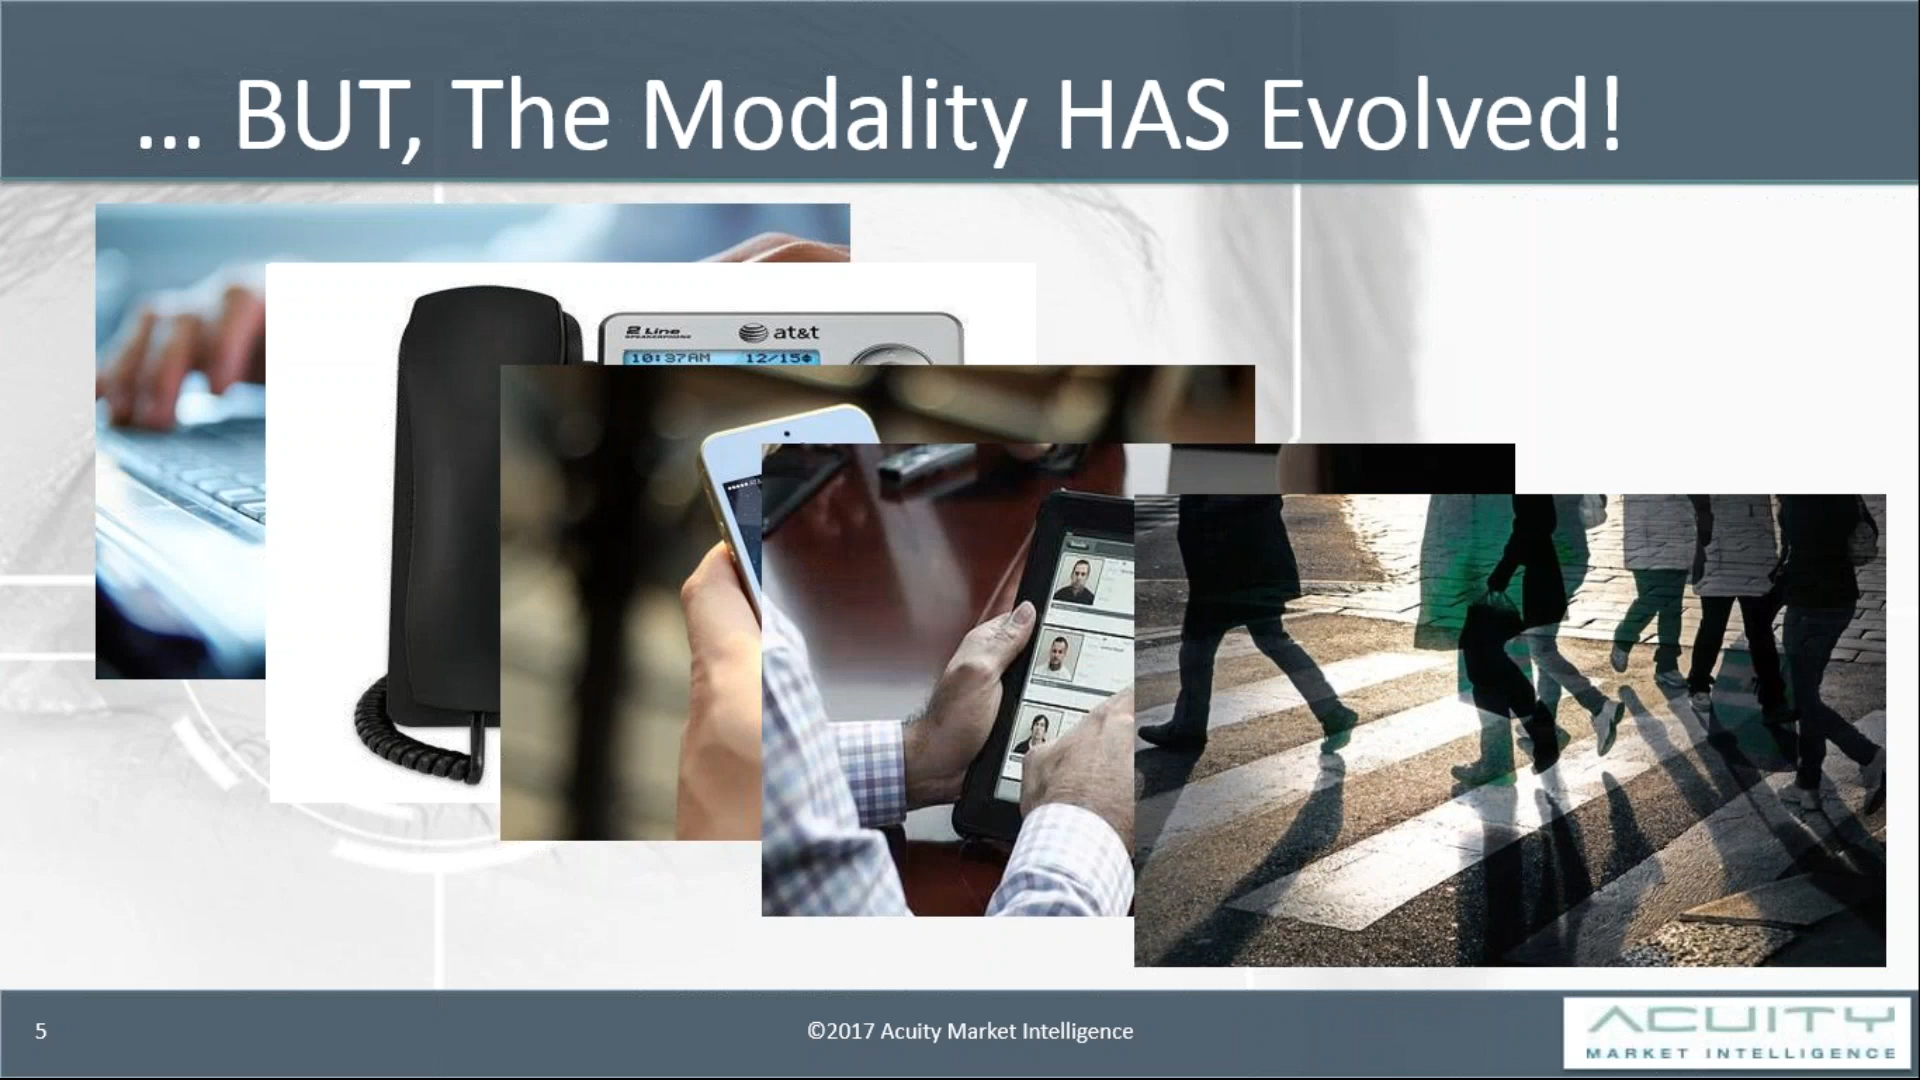 ... BUT, The Modality HAS Evolved!
2 Line at&t
SPEAKERPHONE
10:37AM 12/15
5
©2017 Acuity Market Intelligence
ACUITY
MARKET INTELLIGENCE